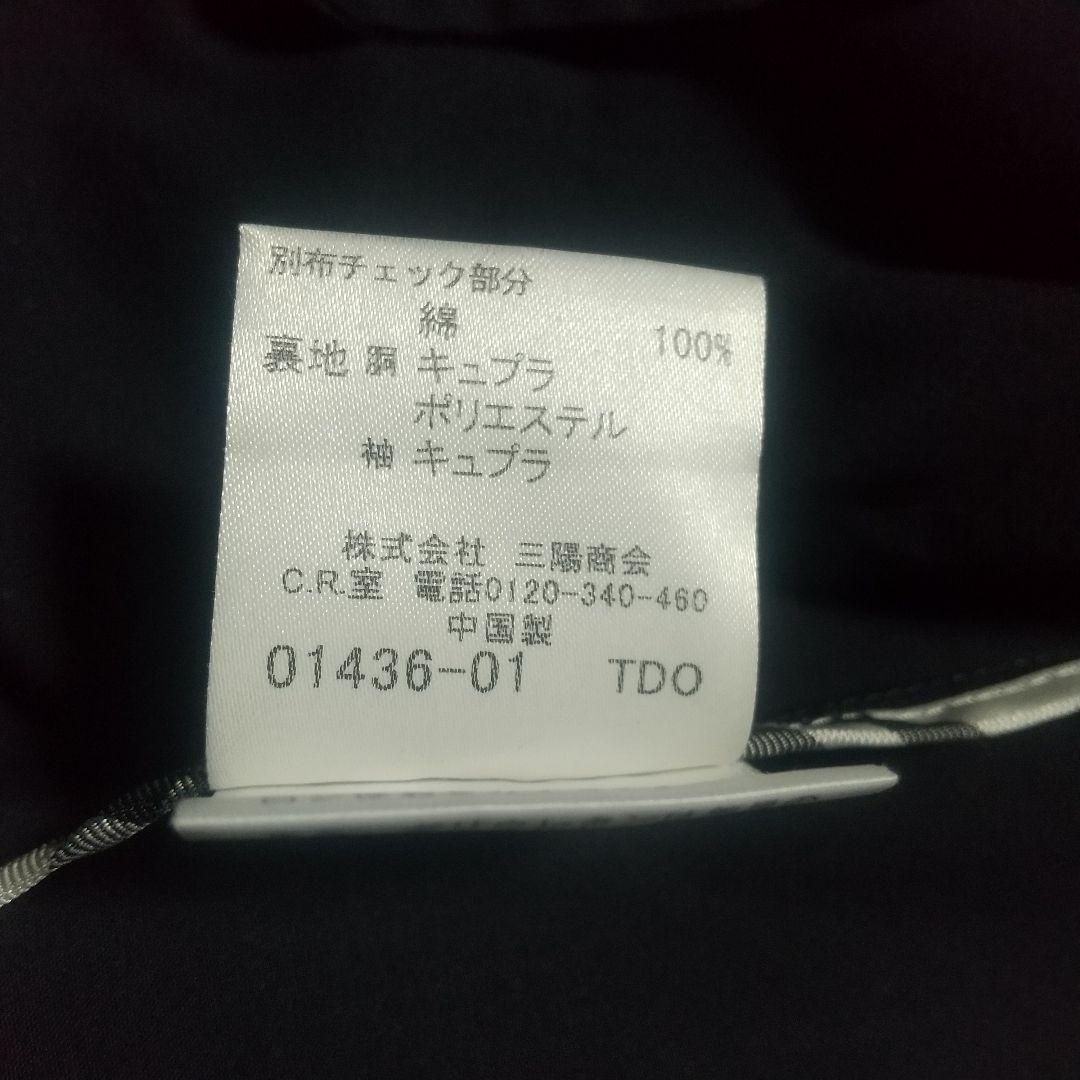 別布チェック部分
綿 100%
裏地 胴 キュプラ
ポリエステル
袖 キュプラ
株式会社 三陽商会
C.R.室 電話0120-340-460
中国製
01436-01 TDO